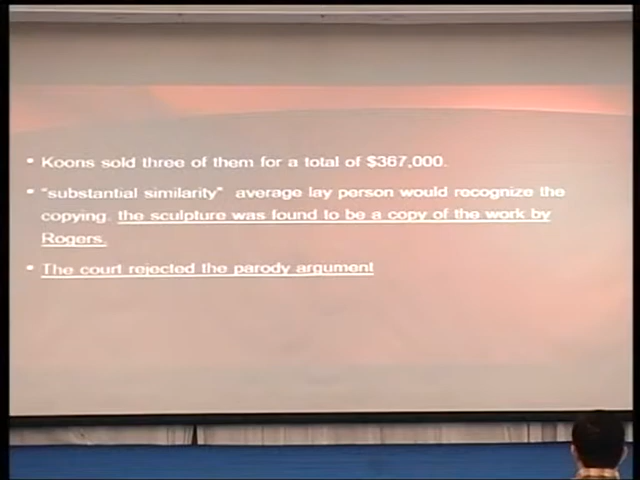 • Koons sold three of them for a total of $367,000.
• "substantial similarity" average lay person would recognize the
copying. the sculpture was found to be a copy of the work by
Rogers.
• The court rejected the parody argument